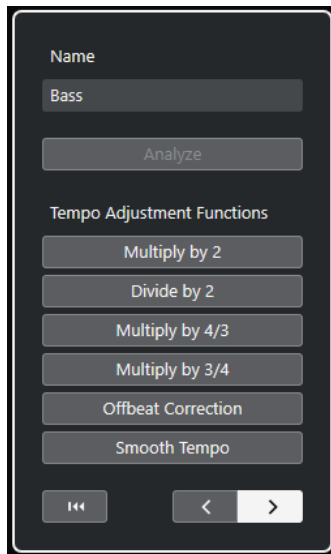 Name
Bass
Analyze
Tempo Adjustment Functions
Multiply by 2
Divide by 2
Multiply by 4/3
Multiply by 3/4
Offbeat Correction
Smooth Tempo